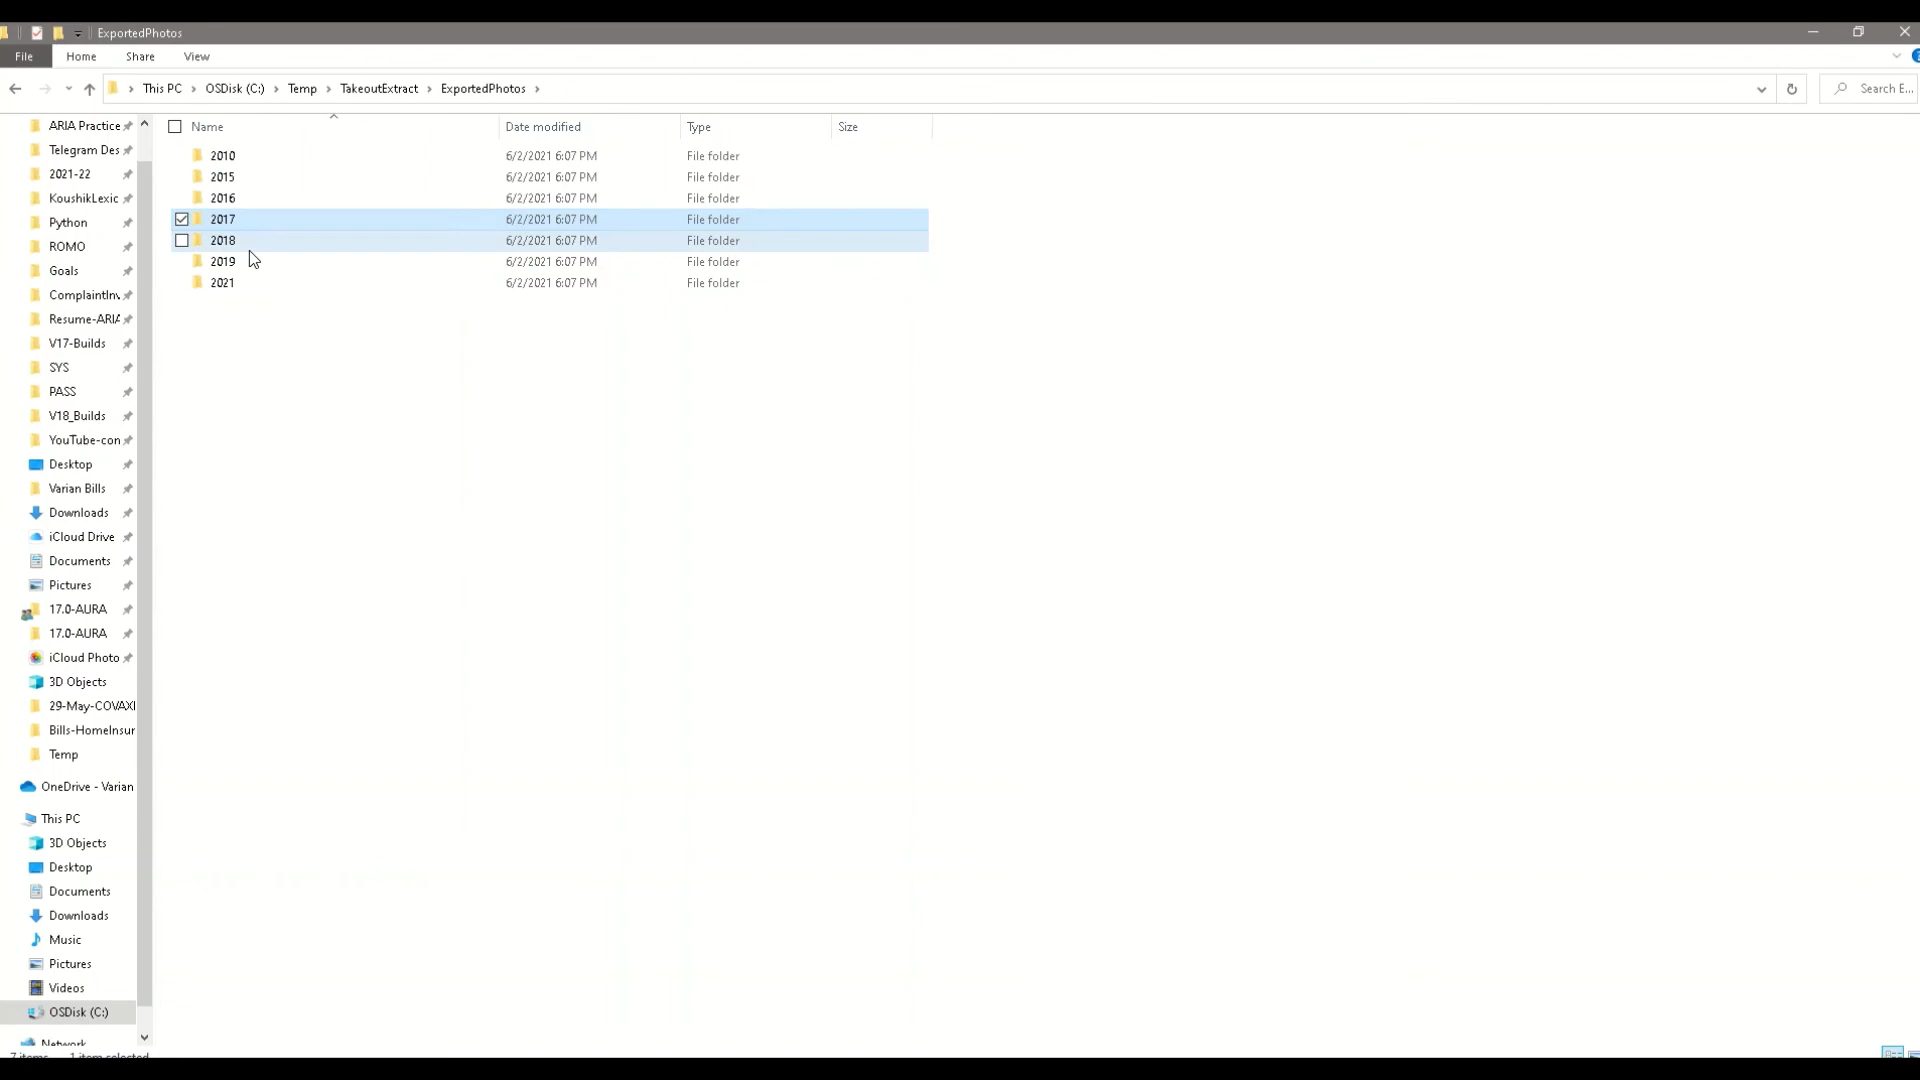 ExportedPhotos
File Home Share View
This PC OSDisk (C:) Temp TakeoutExtract ExportedPhotos
Search E...
Name Date modified Type Size
2010 6/2/2021 6:07 PM File folder
2015 6/2/2021 6:07 PM File folder
2016 6/2/2021 6:07 PM File folder
2017 6/2/2021 6:07 PM File folder
2018 6/2/2021 6:07 PM File folder
2019 6/2/2021 6:07 PM File folder
2021 6/2/2021 6:07 PM File folder
ARIA Practice
Telegram Des
2021-22
KoushikLexic
Python
ROMO
Goals
ComplaintInv
Resume-ARIA
V17-Builds
SYS
PASS
V18_Builds
YouTube-con
Desktop
Varian Bills
Downloads
iCloud Drive
Documents
Pictures
17.0-AURA
17.0-AURA
iCloud Photo
3D Objects
29-May-COVAXI
Bills-HomeInsur
Temp
OneDrive - Varian
This PC
3D Objects
Desktop
Documents
Downloads
Music
Pictures
Videos
OSDisk (C:)
Network
7 items 1 item selected